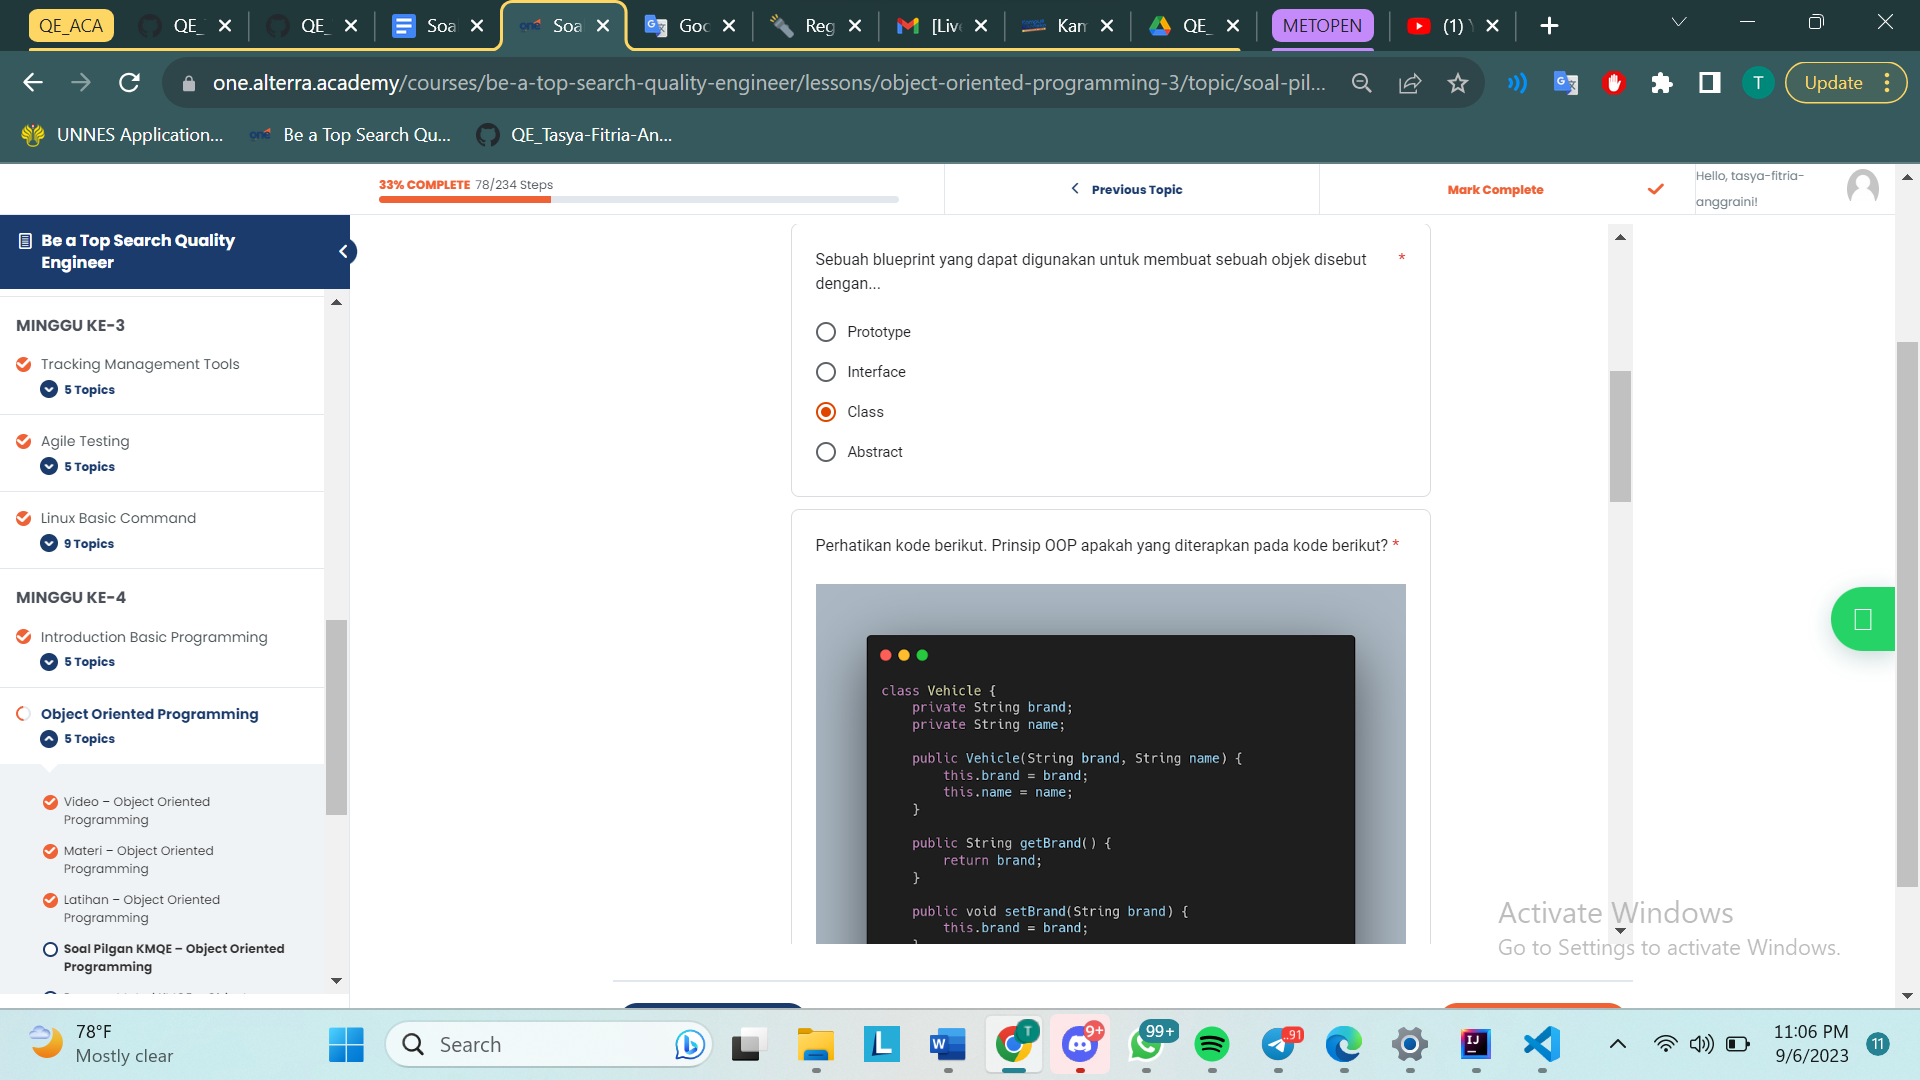 QE_ACA
QE_
QE_
Soa
Soa
Goo
Reg
[Live
Kam
QE_
METOPEN
(1) Y
one.alterra.academy/courses/be-a-top-search-quality-engineer/lessons/object-oriented-programming-3/topic/soal-pil...
T
Update
UNNES Application...
one
Be a Top Search Qu...
QE_Tasya-Fitria-An...
33% COMPLETE 78/234 Steps
Previous Topic
Mark Complete
Hello, tasya-fitria-
anggraini!
Be a Top Search Quality
Engineer
MINGGU KE-3
Tracking Management Tools
5 Topics
Agile Testing
5 Topics
Linux Basic Command
9 Topics
MINGGU KE-4
Introduction Basic Programming
5 Topics
Object Oriented Programming
5 Topics
Video – Object Oriented
Programming
Materi – Object Oriented
Programming
Latihan – Object Oriented
Programming
Soal Pilgan KMQE – Object Oriented
Programming
Sebuah blueprint yang dapat digunakan untuk membuat sebuah objek disebut *
dengan...
Prototype
Interface
Class
Abstract
Perhatikan kode berikut. Prinsip OOP apakah yang diterapkan pada kode berikut? *
class Vehicle {
private String brand;
private String name;
public Vehicle(String brand, String name) {
this.brand = brand;
this.name = name;
}
public String getBrand() {
return brand;
}
public void setBrand(String brand) {
this.brand = brand;
Activate Windows
Go to Settings to activate Windows.
78°F
Mostly clear
Search
L
W
T
9+
99+
..91
IJ
11:06 PM
9/6/2023
11